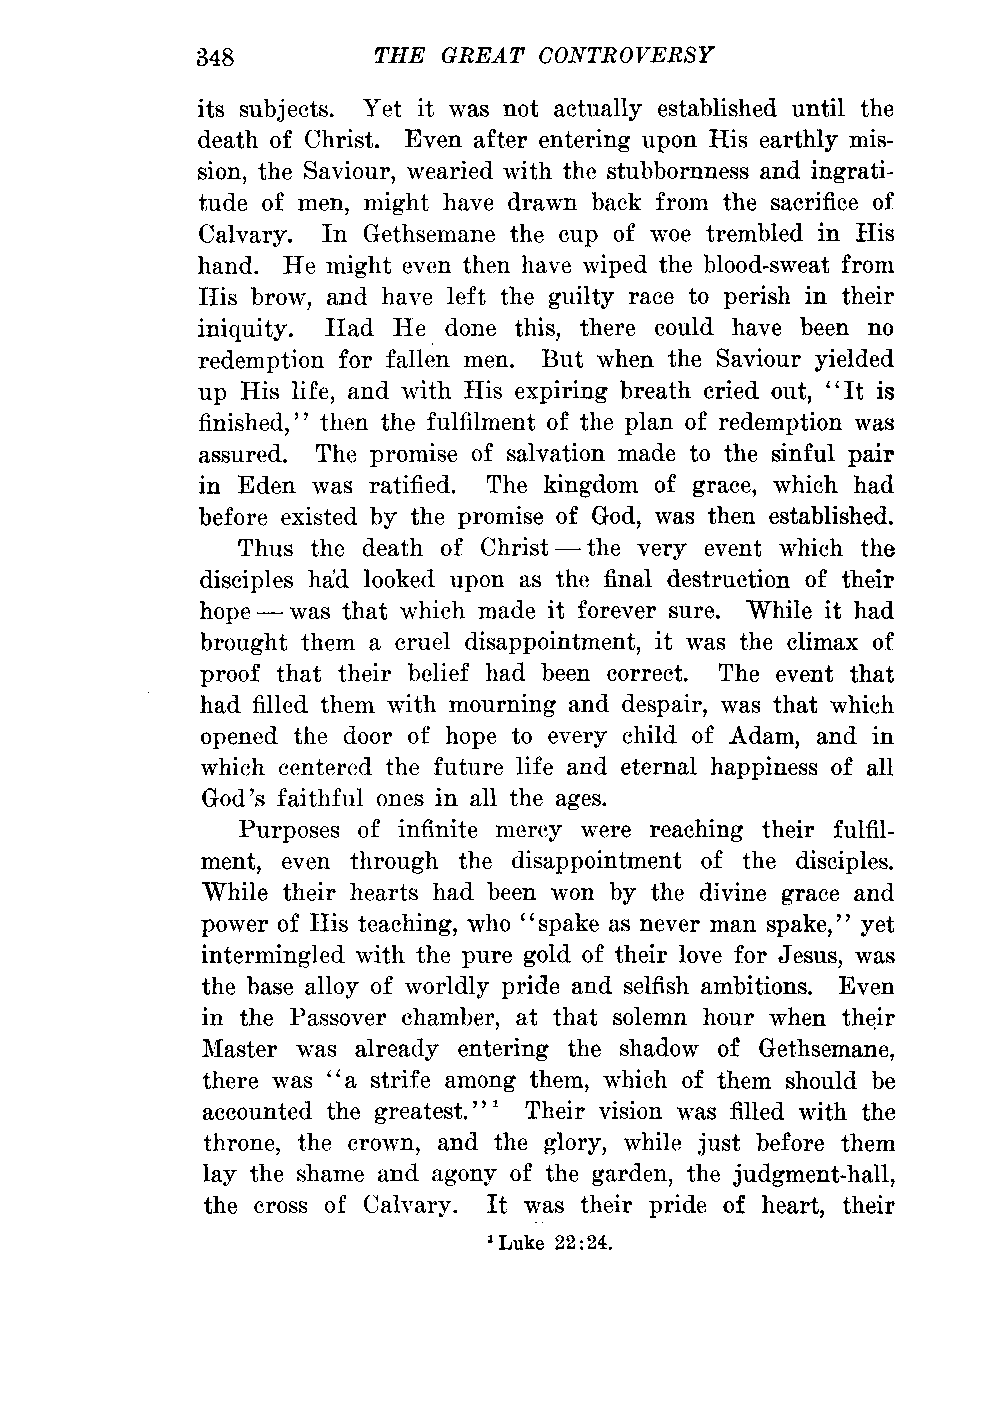 348 THE GREAT CONTROVERSY
its subjects. Yet it was not actually established until the
death of Christ. Even after entering upon His earthly mis-
sion, the Saviour, wearied with the stubbornness and ingrati-
tude of men, might have drawn back from the sacrifice of
Calvary. In Gethsemane the cup of woe trembled in His
hand. He might even then have wiped the blood-sweat from
His brow, and have left the guilty race to perish in their
iniquity. Had He done this, there could have been no
redemption for fallen men. But when the Saviour yielded
up His life, and with His expiring breath cried out, "It is
finished," then the fulfilment of the plan of redemption was
assured. The promise of salvation made to the sinful pair
in Eden was ratified. The kingdom of grace, which had
before existed by the promise of God, was then established.
Thus the death of Christ — the very event which the
disciples had looked upon as the final destruction of their
hope — was that which made it forever sure. While it had
brought them a cruel disappointment, it was the climax of
proof that their belief had been correct. The event that
had filled them with mourning and despair, was that which
opened the door of hope to every child of Adam, and in
which centered the future life and eternal happiness of all
God's faithful ones in all the ages.
Purposes of infinite mercy were reaching their fulfil-
ment, even through the disappointment of the disciples.
While their hearts had been won by the divine grace and
power of His teaching, who "spake as never man spake," yet
intermingled with the pure gold of their love for Jesus, was
the base alloy of worldly pride and selfish ambitions. Even
in the Passover chamber, at that solemn hour when their
Master was already entering the shadow of Gethsemane,
there was "a strife among them, which of them should be
accounted the greatest."¹ Their vision was filled with the
throne, the crown, and the glory, while just before them
lay the shame and agony of the garden, the judgment-hall,
the cross of Calvary. It was their pride of heart, their
¹ Luke 22:24.